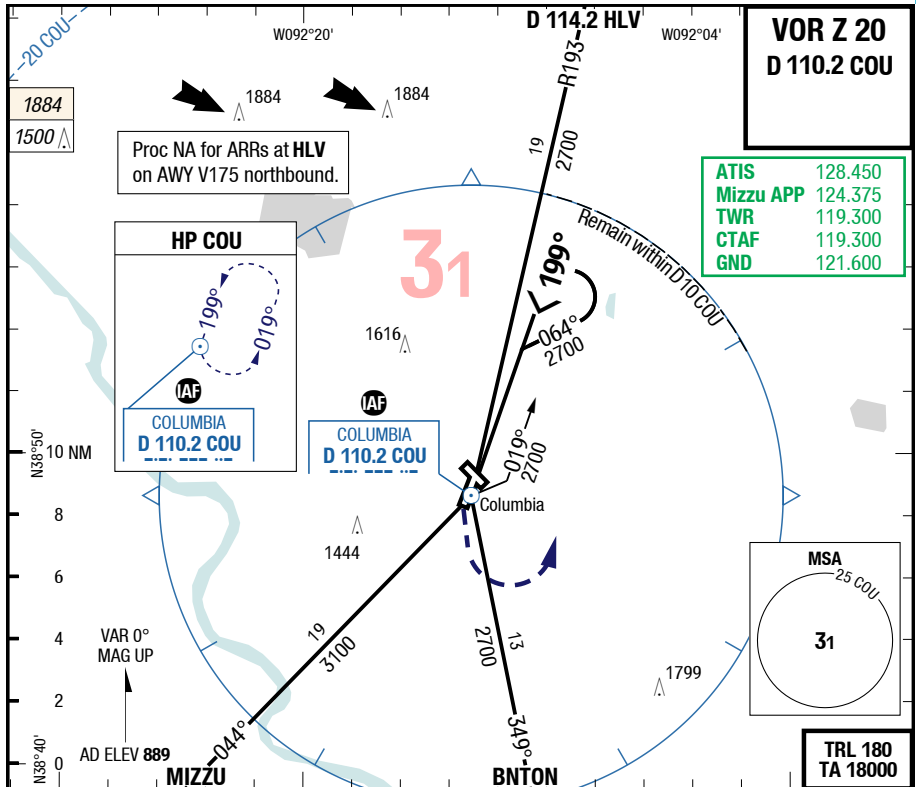 D 114.2 HLV
VOR Z 20
D 110.2 COU
20 COU
W092°20'
W092°04'
R193
1884
1500
1884
1884
19
2700
Proc NA for ARRs at HLV
on AWY V175 northbound.
ATIS 128.450
Mizzu APP 124.375
TWR 119.300
CTAF 119.300
GND 121.600
Remain within D10 COU
HP COU
199°
019°
31
199°
064°
2700
1616
IAF
COLUMBIA
D 110.2 COU
IAF
COLUMBIA
D 110.2 COU
019°
2700
N38°50'
10 NM
Columbia
8
1444
6
MSA
25 COU
31
VAR 0°
MAG UP
4
19
3100
13
2700
1799
2
044°
349°
AD ELEV 889
N38°40'
0
MIZZU
BNTON
TRL 180
TA 18000